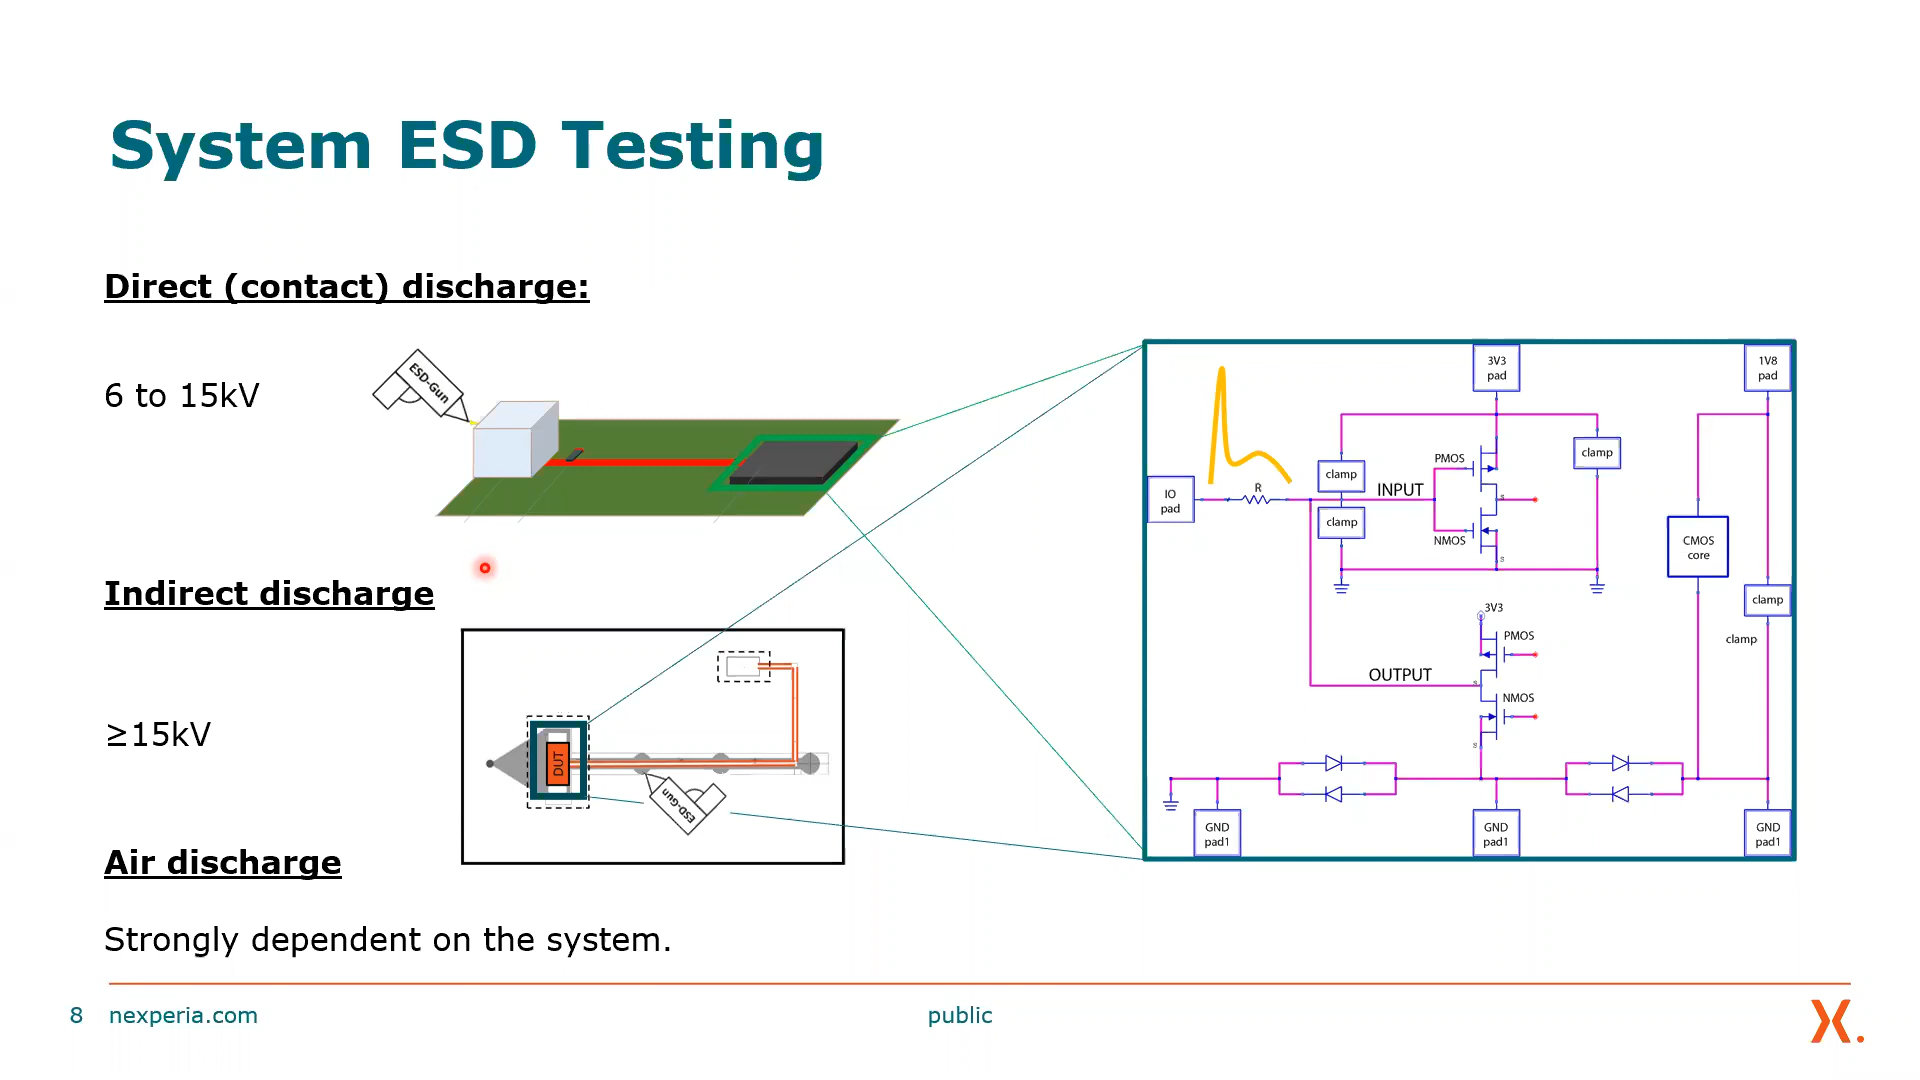 System ESD Testing
Direct (contact) discharge:
6 to 15kV
ESD-Gun
Indirect discharge
≥15kV
DUT
ESD-Gun
Air discharge
Strongly dependent on the system.
3V3
pad
1V8
pad
clamp
PMOS
clamp
INPUT
R
IO
pad
clamp
NMOS
S
S
CMOS
core
clamp
clamp
3V3
PMOS
OUTPUT
S
NMOS
S
GND
pad1
GND
pad1
GND
pad1
8 nexperia.com
public